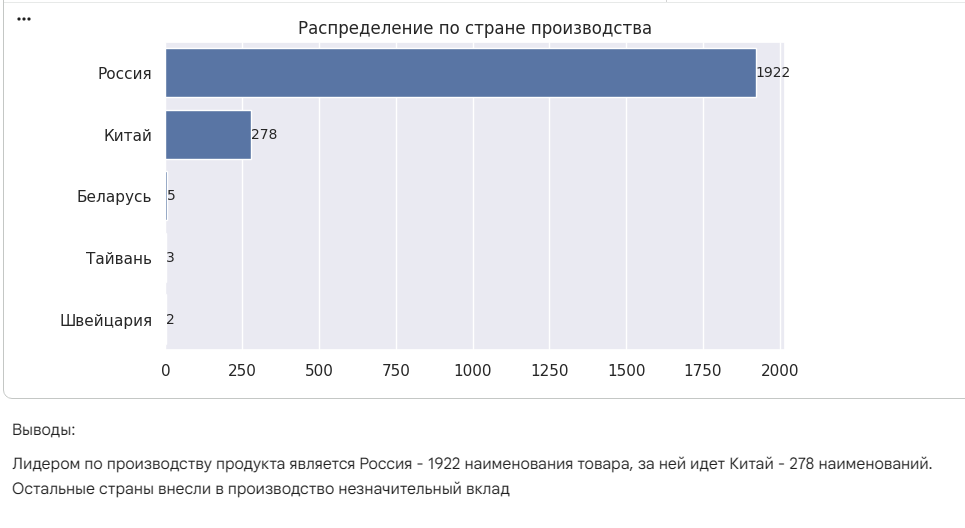 •••
Распределение по стране производства
Россия 1922
Китай 278
Беларусь 5
Тайвань 3
Швейцария 2
0 250 500 750 1000 1250 1500 1750 2000
Выводы:
Лидером по производству продукта является Россия - 1922 наименования товара, за ней идет Китай - 278 наименований.
Остальные страны внесли в производство незначительный вклад